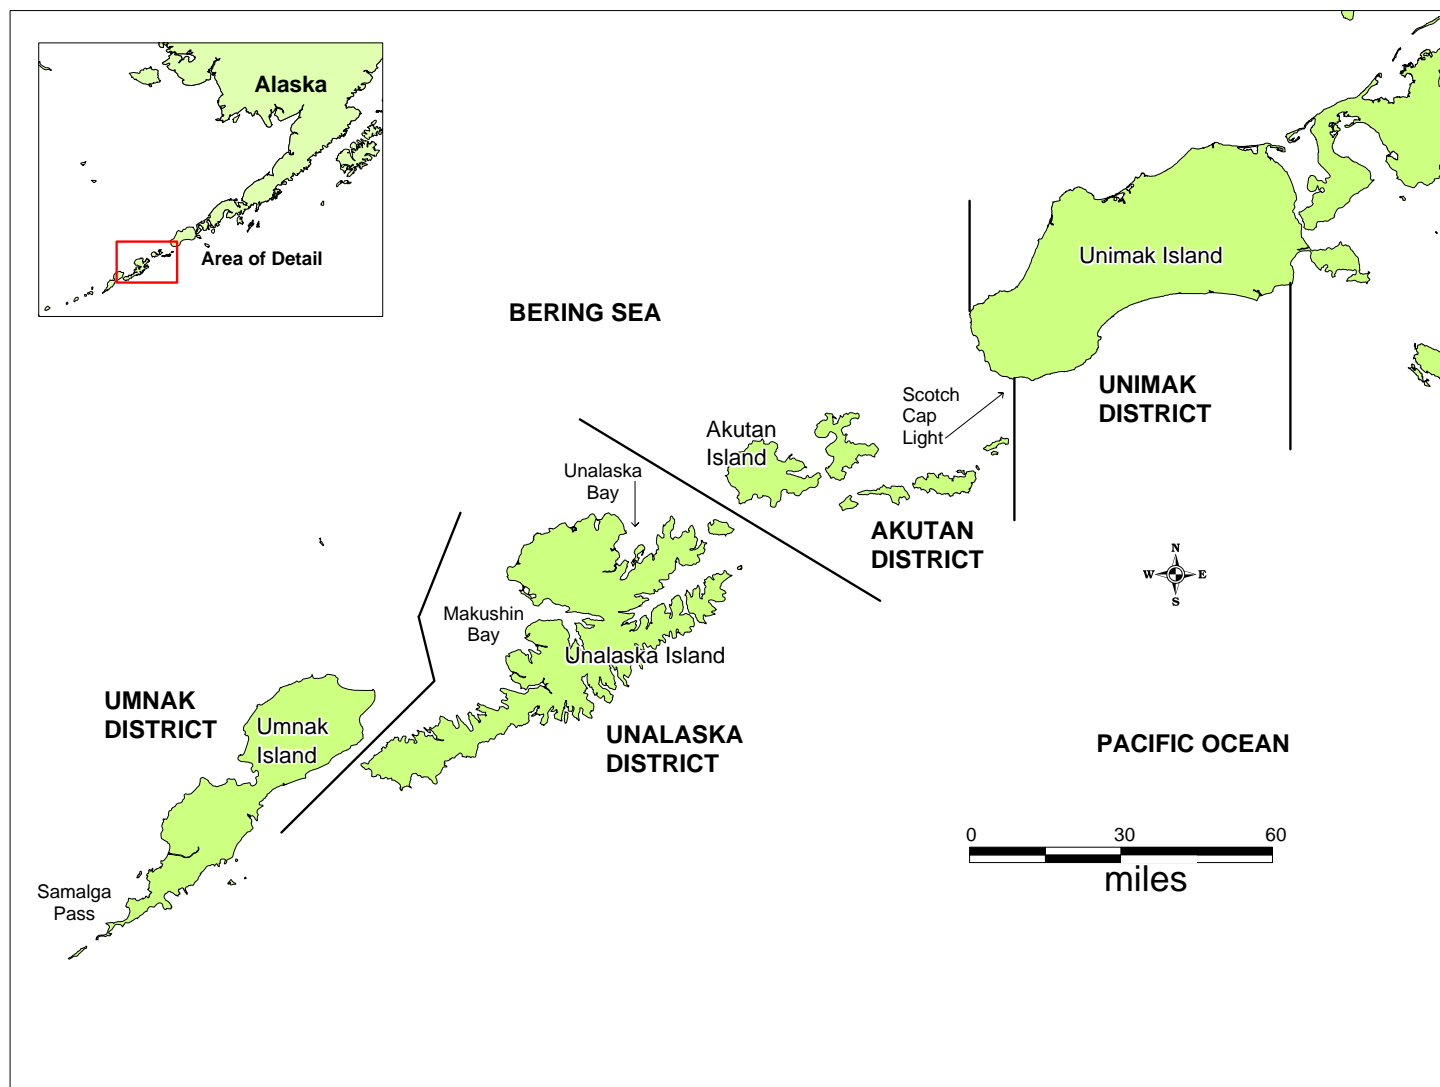 Alaska
Area of Detail
BERING SEA
Unimak Island
UNIMAK
DISTRICT
Scotch
Cap
Light
Akutan
Island
Unalaska
Bay
AKUTAN
DISTRICT
N
W
E
S
Makushin
Bay
Unalaska Island
UMNAK
DISTRICT
Umnak
Island
UNALASKA
DISTRICT
PACIFIC OCEAN
0 30 60
miles
Samalga
Pass